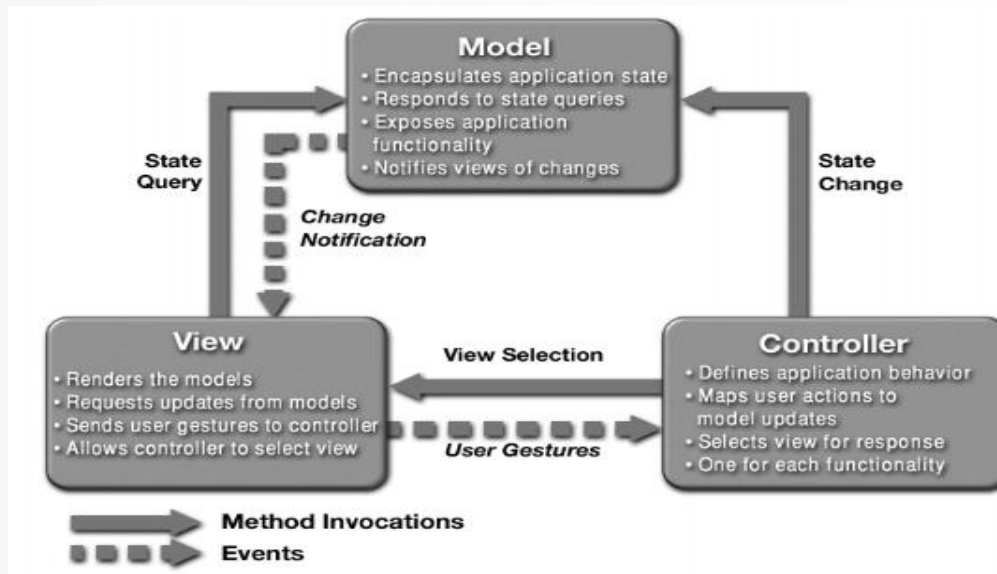 Model
• Encapsulates application state
• Responds to state queries
• Exposes application
functionality
• Notifies views of changes
State
Query
State
Change
Change
Notification
View
• Renders the models
• Requests updates from models
• Sends user gestures to controller
• Allows controller to select view
View Selection
User Gestures
Controller
• Defines application behavior
• Maps user actions to
model updates
• Selects view for response
• One for each functionality
Method Invocations
Events